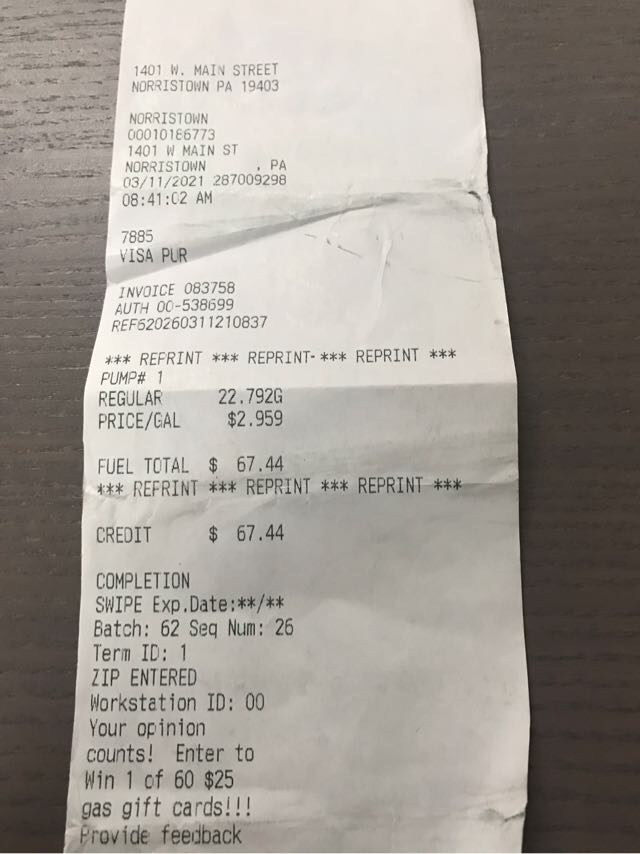 1401 W. MAIN STREET
NORRISTOWN PA 19403
NORRISTOWN
00010186773
1401 W MAIN ST
NORRISTOWN , PA
03/11/2021 287009298
08:41:02 AM
7885
VISA PUR
INVOICE 083758
AUTH 00-538699
REF620260311210837
*** REPRINT *** REPRINT-*** REPRINT ***
PUMP# 1
REGULAR 22.792G
PRICE/GAL $2.959
FUEL TOTAL $ 67.44
*** REPRINT *** REPRINT *** REPRINT ***
CREDIT $ 67.44
COMPLETION
SWIPE Exp.Date:**/**
Batch: 62 Seq Num: 26
Term ID: 1
ZIP ENTERED
Workstation ID: 00
Your opinion
counts! Enter to
Win 1 of 60 $25
gas gift cards!!!
Provide feedback